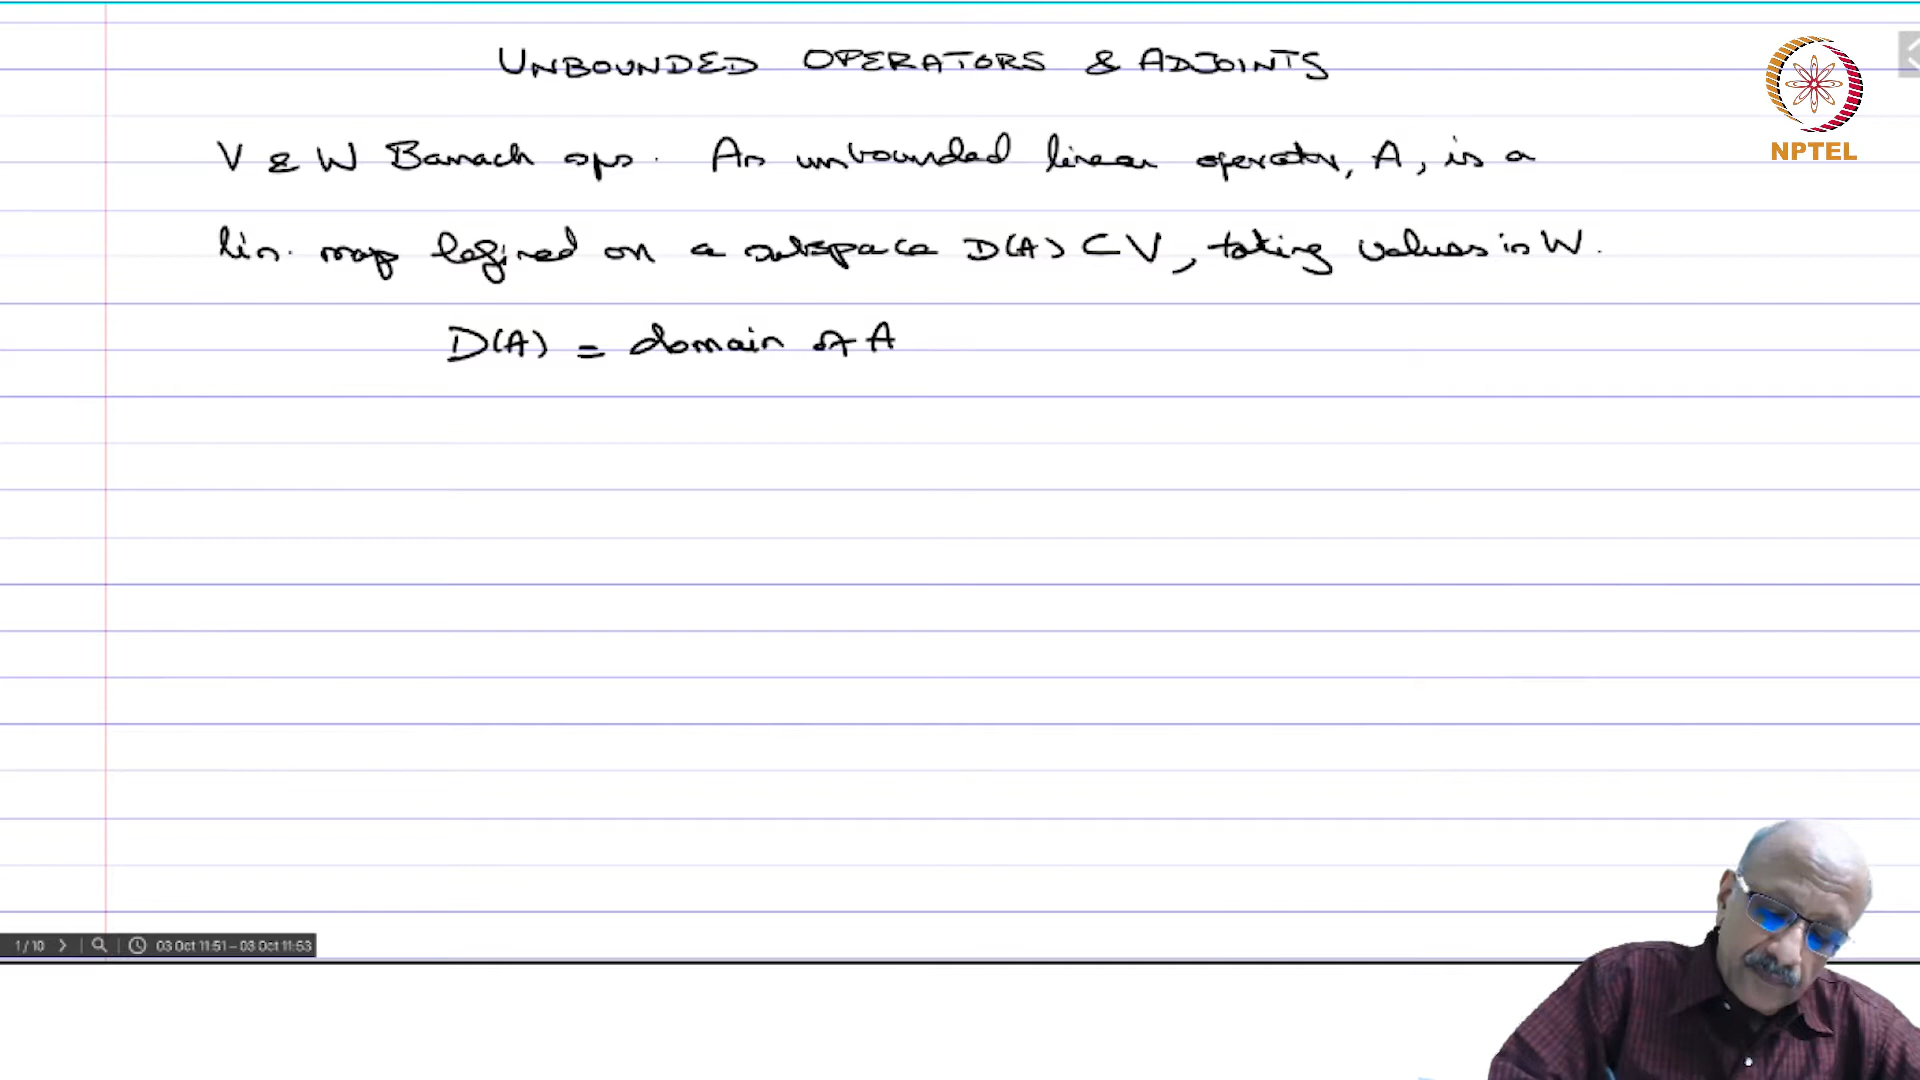 UNBOUNDED OPERATORS & ADJOINTS
NPTEL
V & W Banach sps. An unbounded linear operator, A, is a
lin. map defined on a subspace D(A) ⊂ V, taking values in W.
D(A) = domain of A
1 / 10 > 03 Oct 11:51 – 03 Oct 11:53